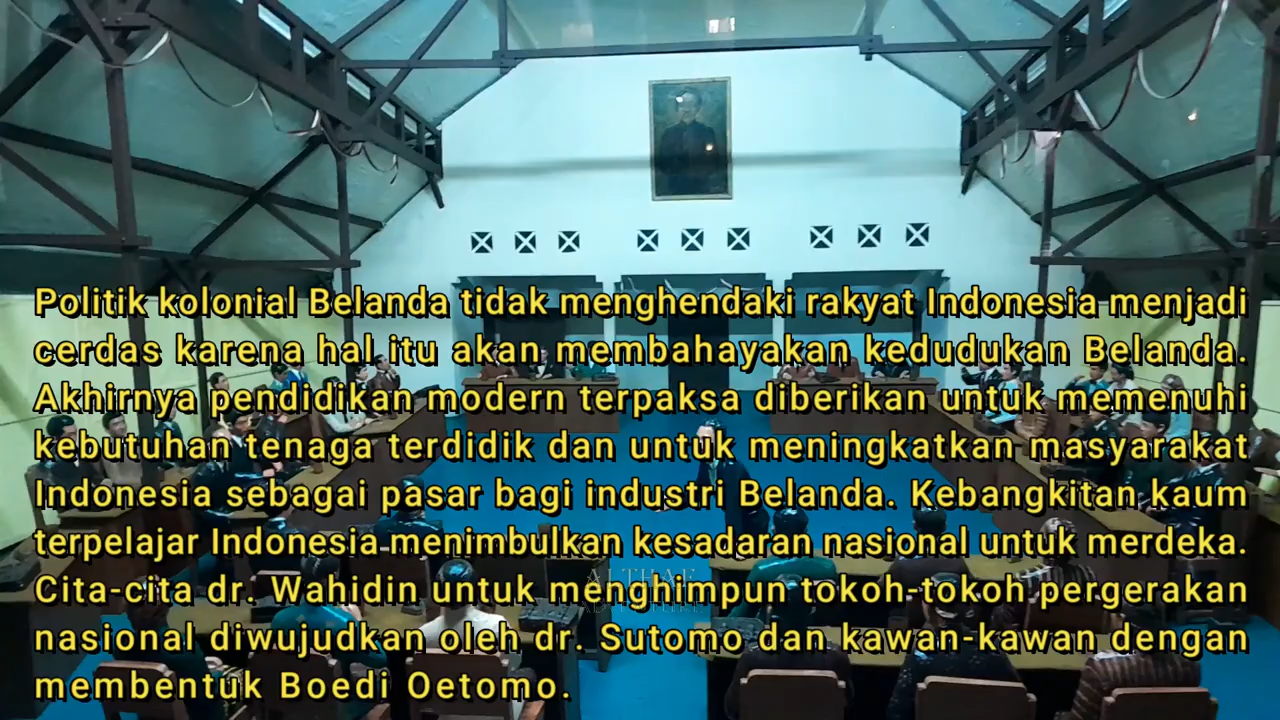 Politik kolonial Belanda tidak menghendaki rakyat Indonesia menjadi
cerdas karena hal itu akan membahayakan kedudukan Belanda.
Akhirnya pendidikan modern terpaksa diberikan untuk memenuhi
kebutuhan tenaga terdidik dan untuk meningkatkan masyarakat
Indonesia sebagai pasar bagi industri Belanda. Kebangkitan kaum
terpelajar Indonesia menimbulkan kesadaran nasional untuk merdeka.
Cita-cita dr. Wahidin untuk menghimpun tokoh-tokoh pergerakan
nasional diwujudkan oleh dr. Sutomo dan kawan-kawan dengan
membentuk Boedi Oetomo.